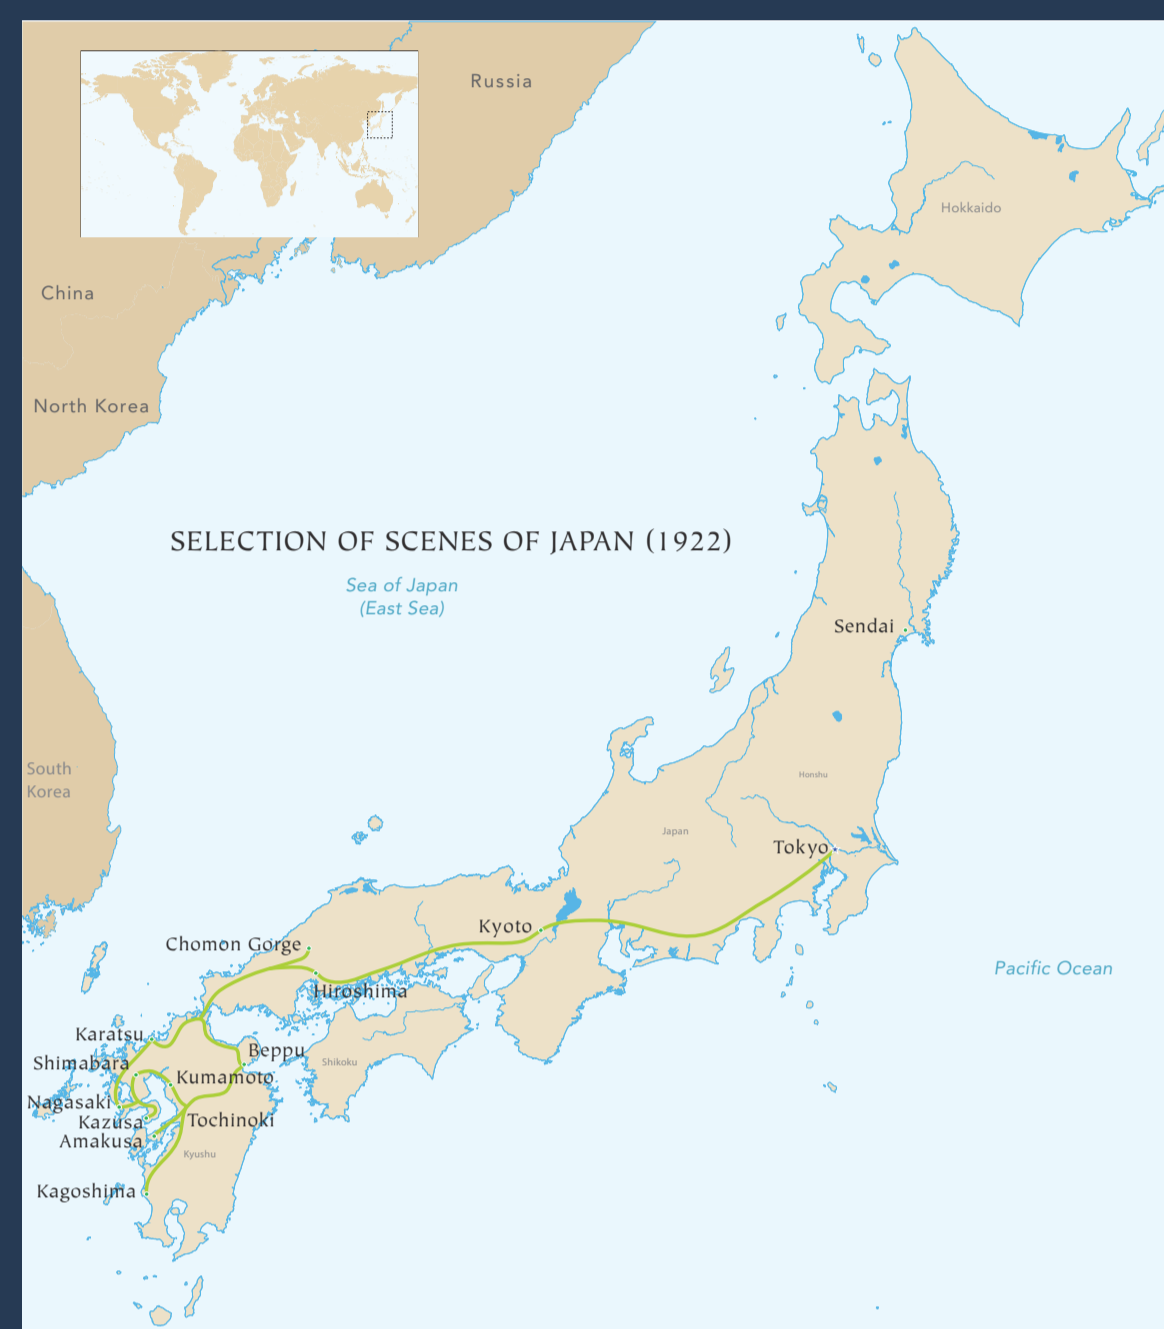 Russia
Hokkaido
China
North Korea
SELECTION OF SCENES OF JAPAN (1922)
Sea of Japan
(East Sea)
Sendai
South
Korea
Honshu
Japan
Tokyo
Kyoto
Chomon Gorge
Pacific Ocean
Hiroshima
Karatsu
Beppu
Shimabara
Shikoku
Kumamoto
Nagasaki
Kazusa
Tochinoki
Amakusa
Kyushu
Kagoshima